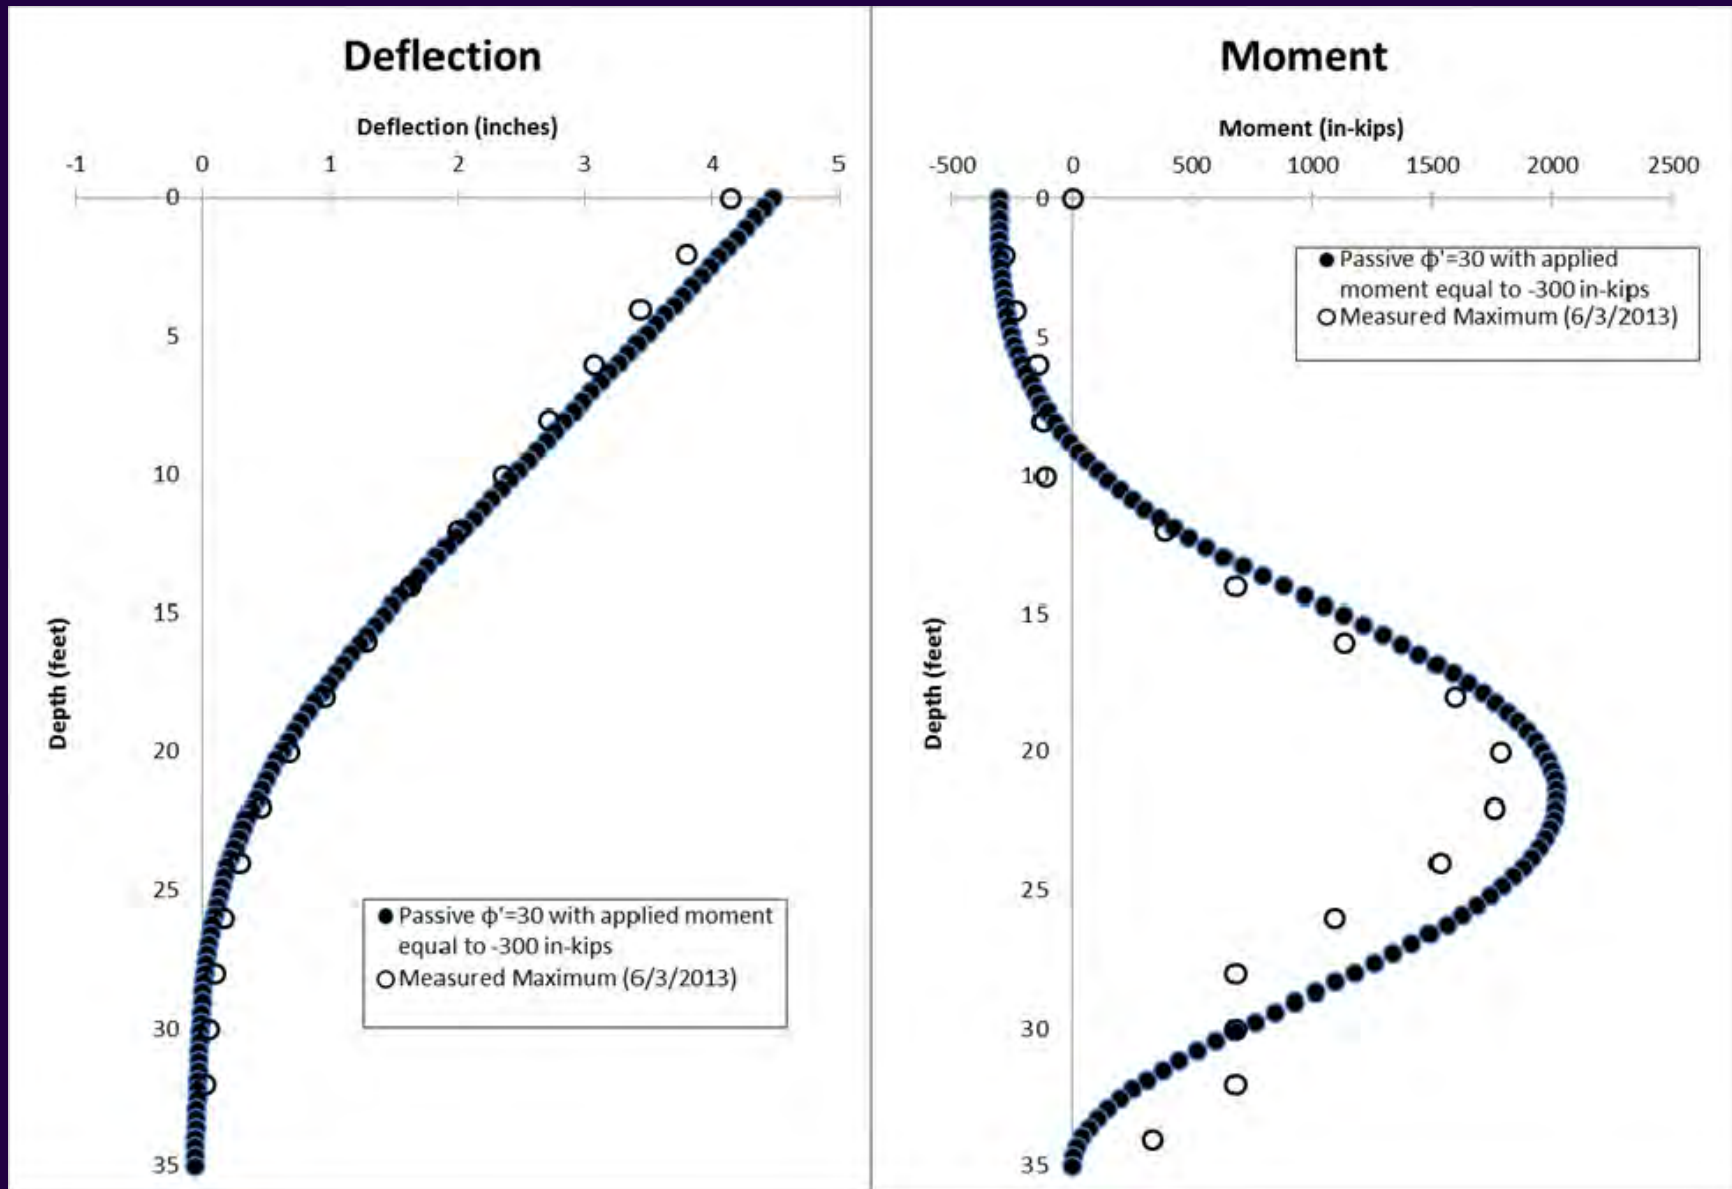 Deflection
Deflection (inches)
-1 0 1 2 3 4 5
0
5
10
15
20
25
30
35
Depth (feet)
● Passive ϕ'=30 with applied moment
equal to -300 in-kips
○ Measured Maximum (6/3/2013)
Moment
Moment (in-kips)
-500 0 500 1000 1500 2000 2500
0
5
10
15
20
25
30
35
Depth (feet)
● Passive ϕ'=30 with applied
moment equal to -300 in-kips
○ Measured Maximum (6/3/2013)